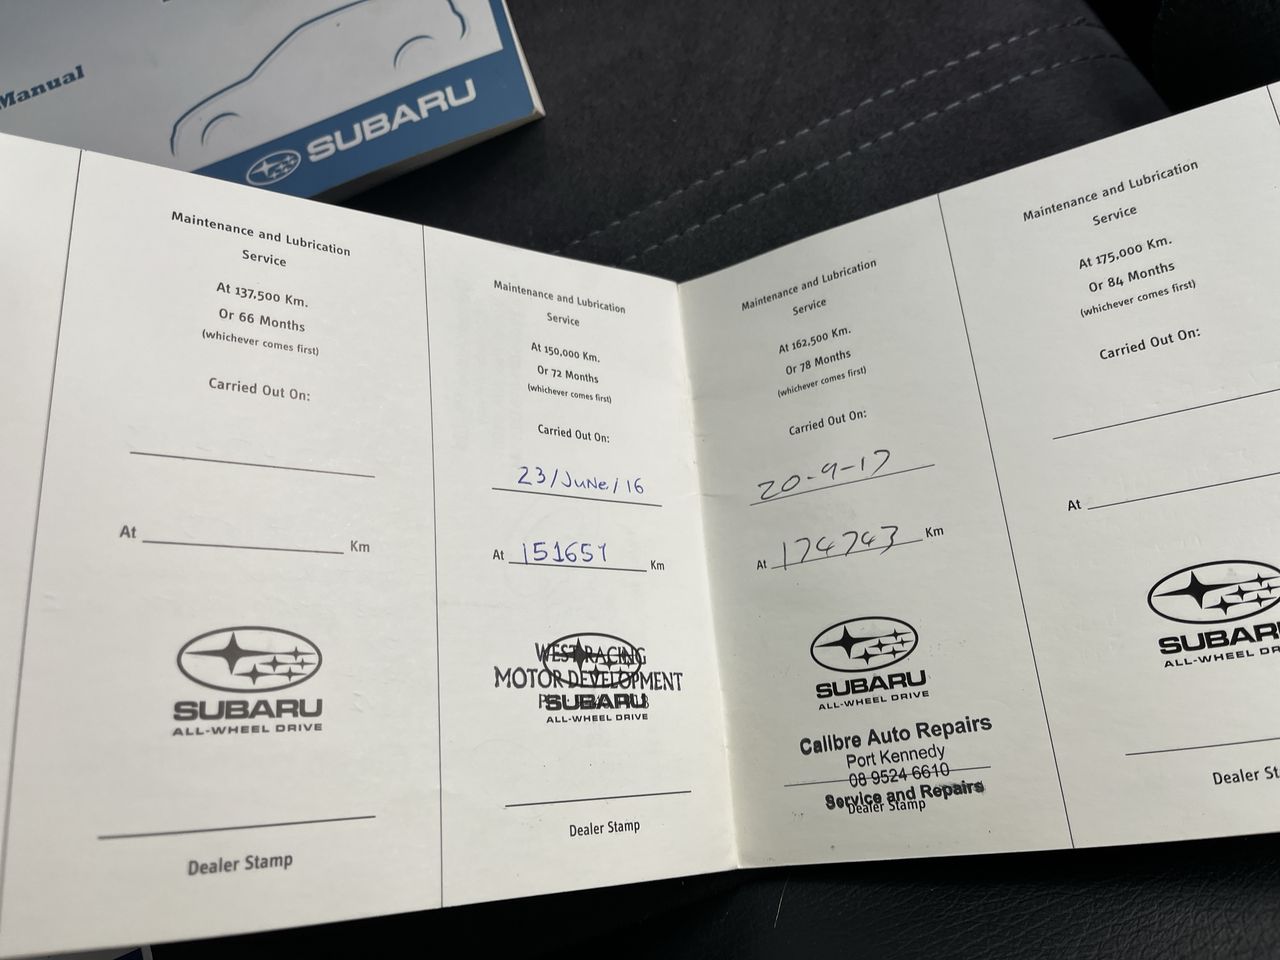 Manual
SUBARU
Maintenance and Lubrication
Service
At 137,500 Km.
Or 66 Months
(whichever comes first)
Carried Out On:
At
Km
SUBARU
ALL-WHEEL DRIVE
Dealer Stamp
Maintenance and Lubrication
Service
At 150,000 Km.
Or 72 Months
(whichever comes first)
Carried Out On:
23/JuNe/16
At 151651 Km
WEST RACING
MOTOR DEVELOPMENT
SUBARU
ALL-WHEEL DRIVE
Dealer Stamp
Maintenance and Lubrication
Service
At 162,500 Km.
Or 78 Months
(whichever comes first)
Carried Out On:
20-9-17
At 174743 Km
SUBARU
ALL-WHEEL DRIVE
Calibre Auto Repairs
Port Kennedy
08 9524 6610
Service and Repairs
Dealer Stamp
Maintenance and Lubrication
Service
At 175,000 Km.
Or 84 Months
(whichever comes first)
Carried Out On:
At
SUBAR
ALL-WHEEL DR
Dealer St